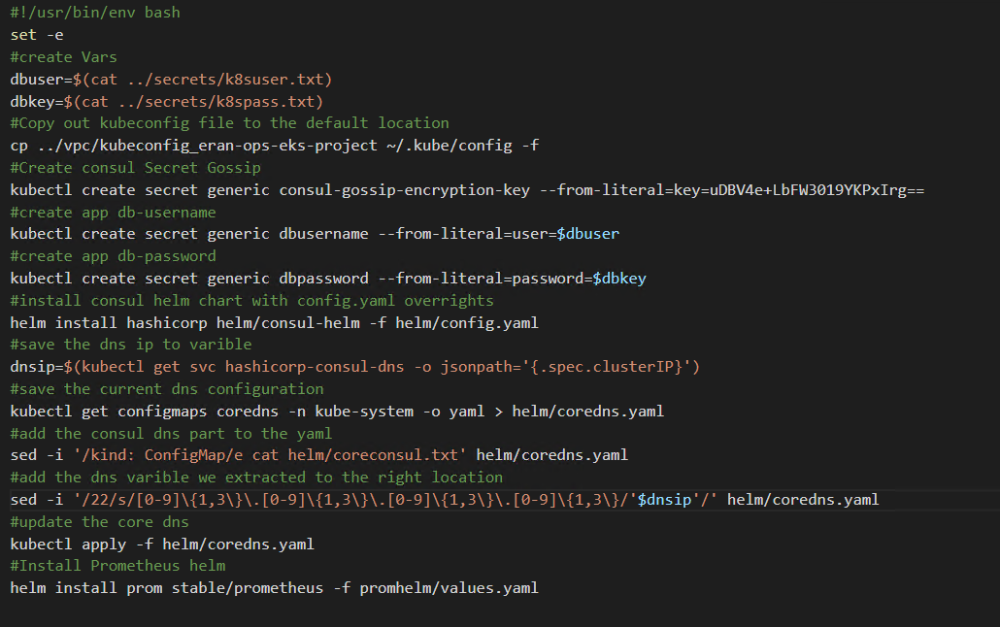 #!/usr/bin/env bash
set -e
#create Vars
dbuser=$(cat ../secrets/k8suser.txt)
dbkey=$(cat ../secrets/k8spass.txt)
#Copy out kubeconfig file to the default location
cp ../vpc/kubeconfig_eran-ops-eks-project ~/.kube/config -f
#Create consul Secret Gossip
kubectl create secret generic consul-gossip-encryption-key --from-literal=key=uDBV4e+LbFW3019YKPxIrg==
#create app db-username
kubectl create secret generic dbusername --from-literal=user=$dbuser
#create app db-password
kubectl create secret generic dbpassword --from-literal=password=$dbkey
#install consul helm chart with config.yaml overrights
helm install hashicorp helm/consul-helm -f helm/config.yaml
#save the dns ip to varible
dnsip=$(kubectl get svc hashicorp-consul-dns -o jsonpath='{.spec.clusterIP}')
#save the current dns configuration
kubectl get configmaps coredns -n kube-system -o yaml > helm/coredns.yaml
#add the consul dns part to the yaml
sed -i '/kind: ConfigMap/e cat helm/coreconsul.txt' helm/coredns.yaml
#add the dns varible we extracted to the right location
sed -i '/22/s/[0-9]\{1,3\}\.[0-9]\{1,3\}\.[0-9]\{1,3\}\.[0-9]\{1,3\}/'$dnsip'/' helm/coredns.yaml
#update the core dns
kubectl apply -f helm/coredns.yaml
#Install Prometheus helm
helm install prom stable/prometheus -f promhelm/values.yaml